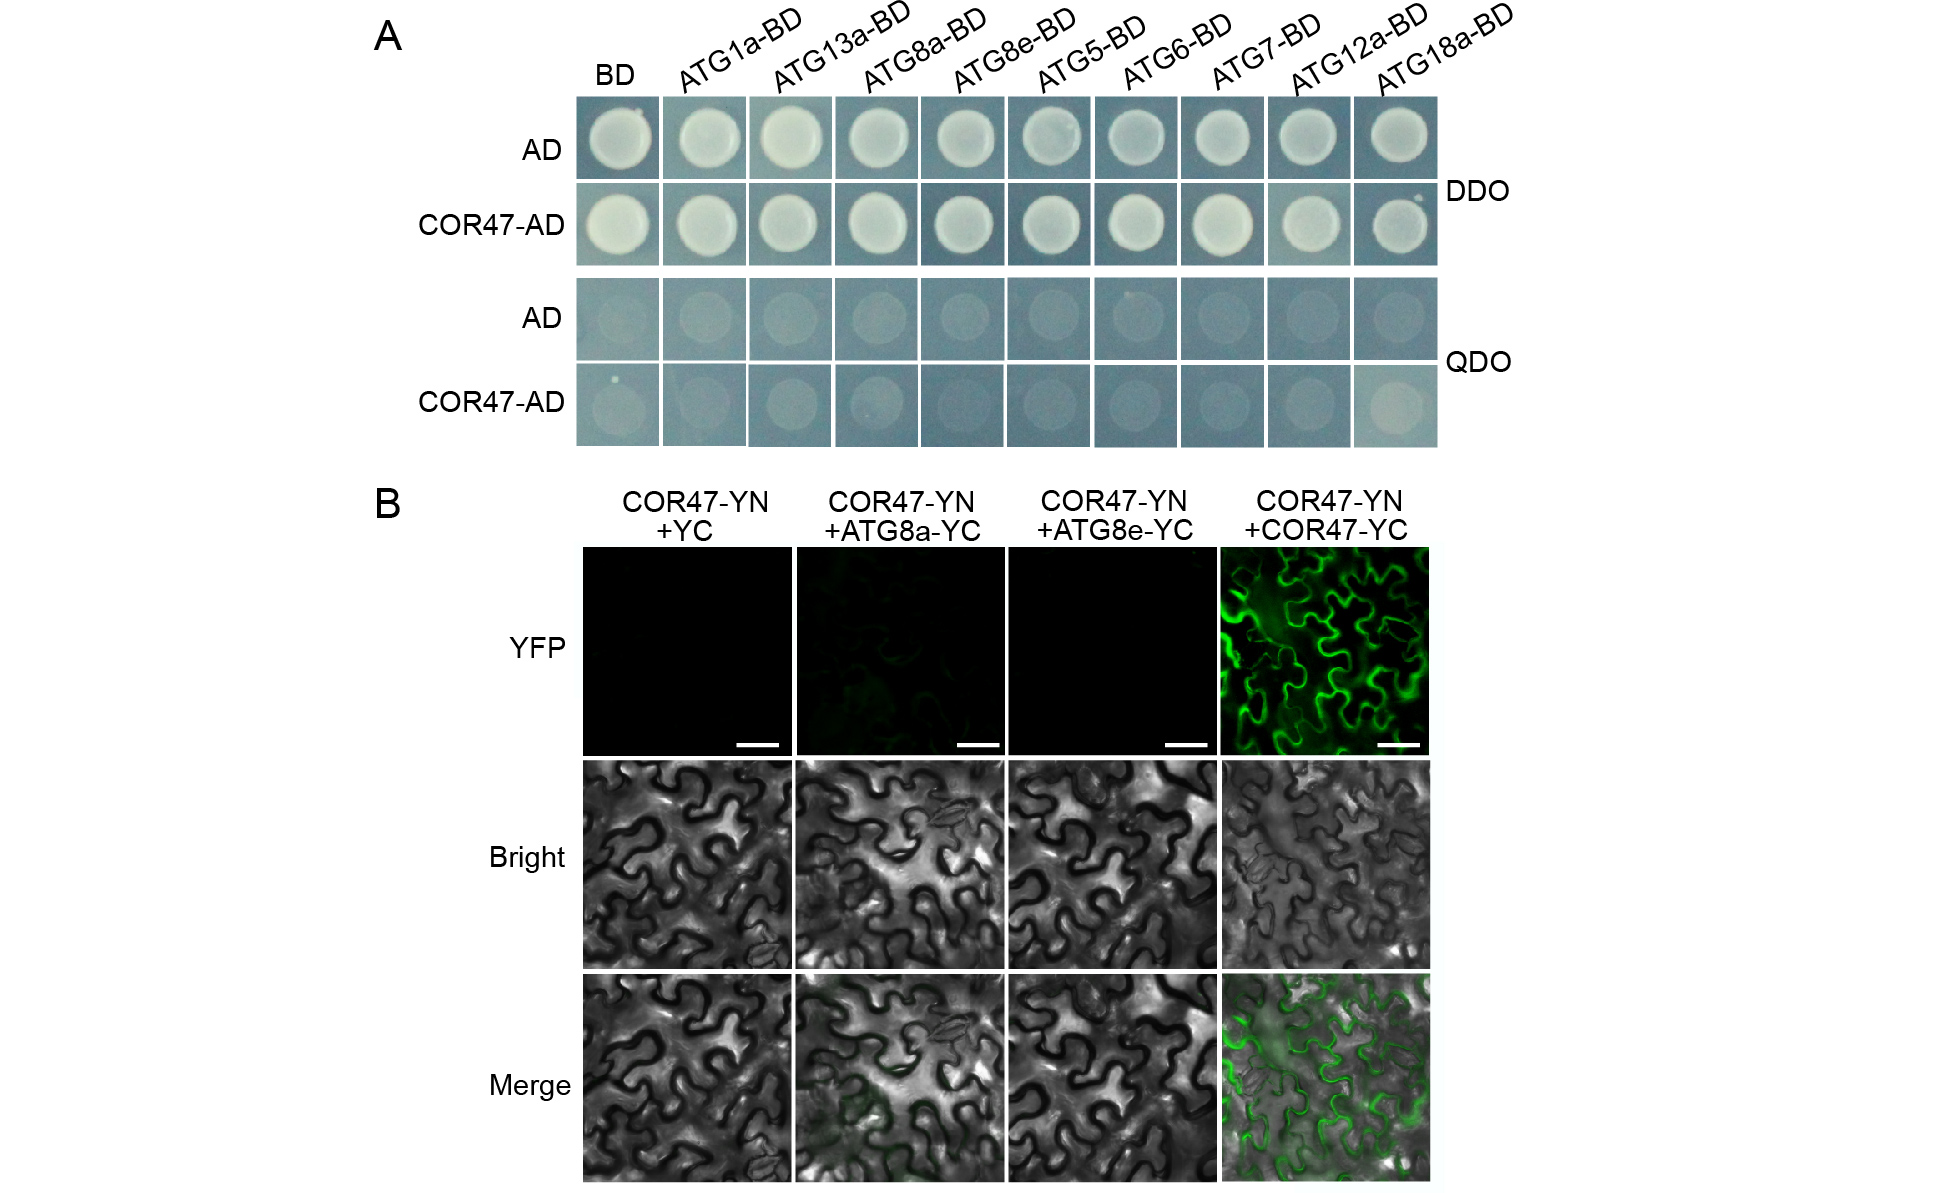 A
BD
ATG1a-BD
ATG13a-BD
ATG8a-BD
ATG8e-BD
ATG5-BD
ATG6-BD
ATG7-BD
ATG12a-BD
ATG18a-BD
AD
COR47-AD
DDO
AD
COR47-AD
QDO
B
COR47-YN
+YC
COR47-YN
+ATG8a-YC
COR47-YN
+ATG8e-YC
COR47-YN
+COR47-YC
YFP
Bright
Merge